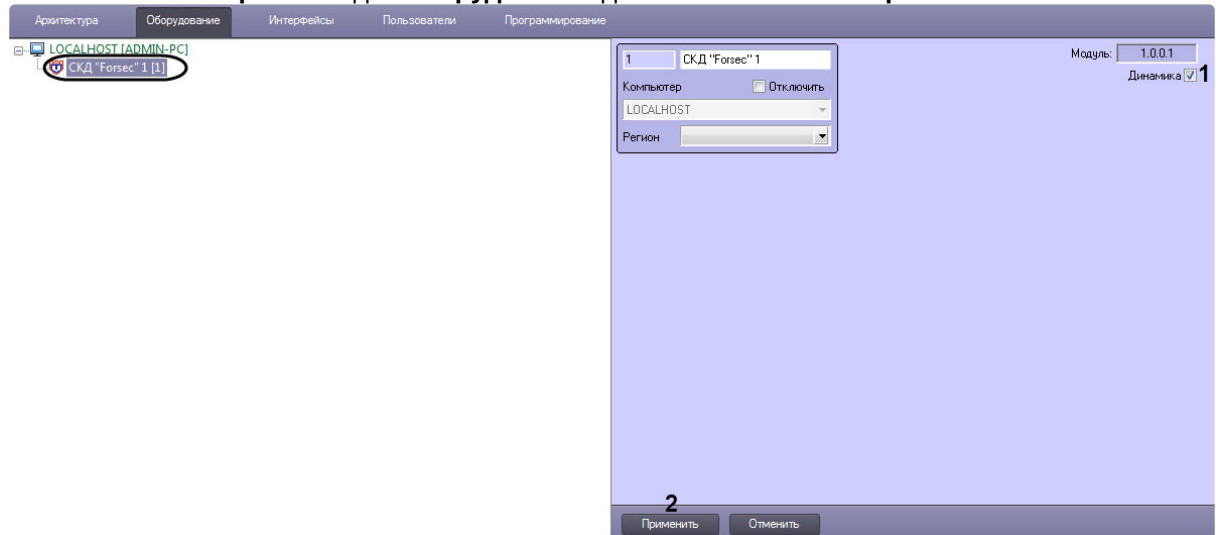 Архитектура Оборудование Интерфейсы Пользователи Программирование
LOCALHOST [ADMIN-PC]
СКД "Forsec" 1 [1]
1 СКД "Forsec" 1
Компьютер Отключить
LOCALHOST
Регион
Модуль: 1.0.0.1
Динамика 1
2
Применить Отменить